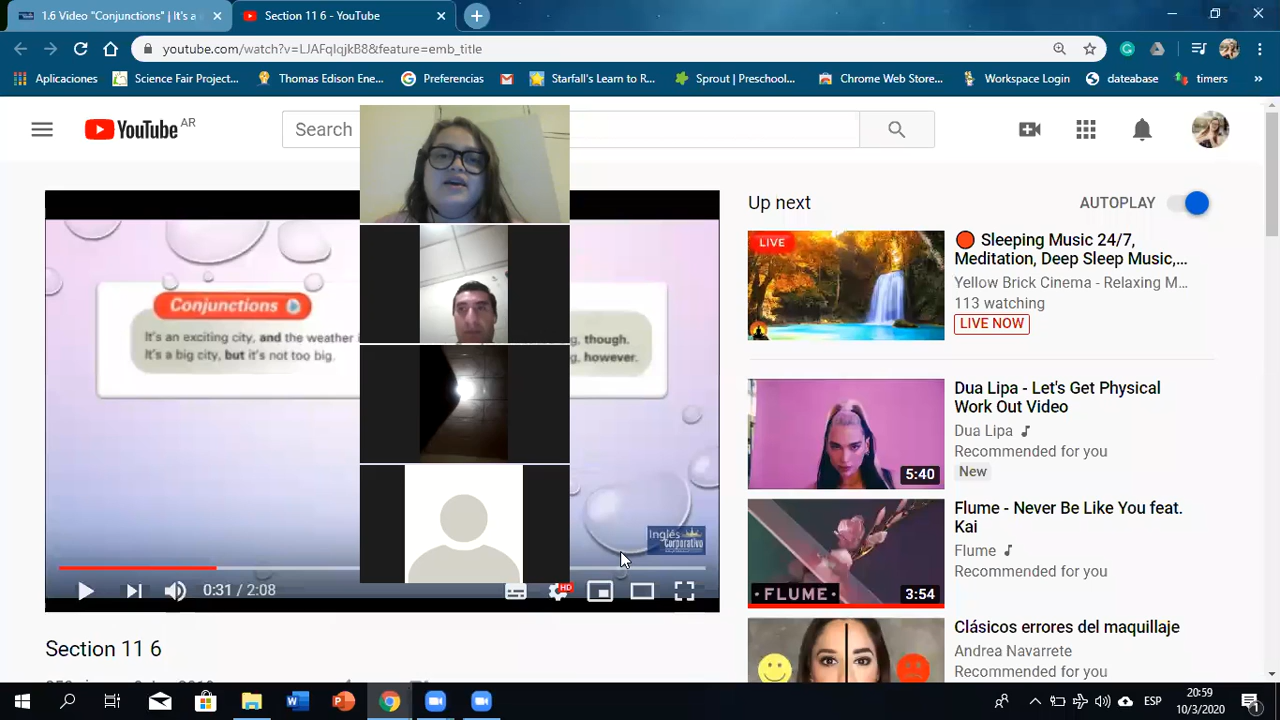 1.6 Video "Conjunctions" | It's a
Section 11 6 - YouTube
youtube.com/watch?v=LJAFqIqjkB8&feature=emb_title
Aplicaciones
Science Fair Project...
Thomas Edison Ene...
Preferencias
Starfall's Learn to R...
Sprout | Preschool...
Chrome Web Store...
Workspace Login
dateabase
timers
»
YouTube AR
Search
Conjunctions
It's an exciting city, and the weather i
It's a big city, but it's not too big.
though.
however.
Inglés
Corporativo
0:31 / 2:08
HD
Section 11 6
Up next
AUTOPLAY
LIVE
Sleeping Music 24/7,
Meditation, Deep Sleep Music,...
Yellow Brick Cinema - Relaxing M...
113 watching
LIVE NOW
Dua Lipa - Let's Get Physical
Work Out Video
Dua Lipa
Recommended for you
New
5:40
Flume - Never Be Like You feat.
Kai
Flume
Recommended for you
FLUME
3:54
Clásicos errores del maquillaje
Andrea Navarrete
Recommended for you
ESP
20:59
10/3/2020
1